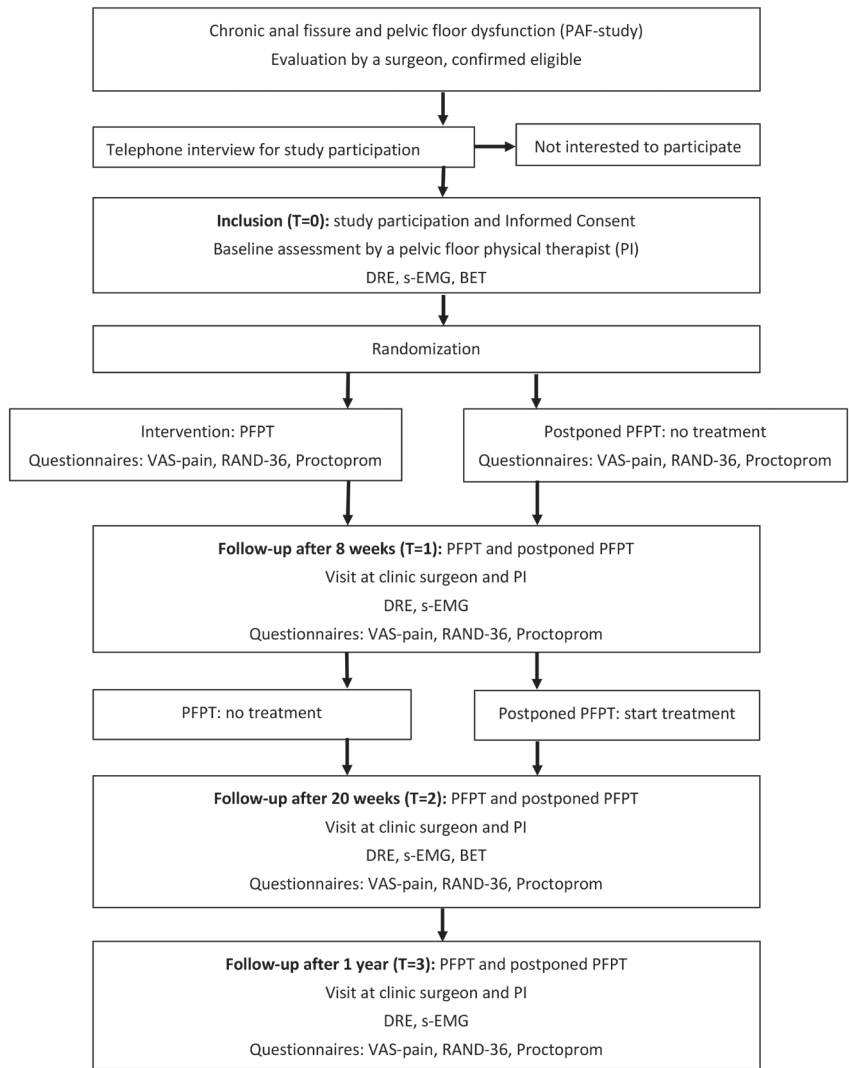 Chronic anal fissure and pelvic floor dysfunction (PAF-study)
Evaluation by a surgeon, confirmed eligible
Telephone interview for study participation
Not interested to participate
Inclusion (T=0): study participation and Informed Consent
Baseline assessment by a pelvic floor physical therapist (PI)
DRE, s-EMG, BET
Randomization
Intervention: PFPT
Questionnaires: VAS-pain, RAND-36, Proctoprom
Postponed PFPT: no treatment
Questionnaires: VAS-pain, RAND-36, Proctoprom
Follow-up after 8 weeks (T=1): PFPT and postponed PFPT
Visit at clinic surgeon and PI
DRE, s-EMG
Questionnaires: VAS-pain, RAND-36, Proctoprom
PFPT: no treatment
Postponed PFPT: start treatment
Follow-up after 20 weeks (T=2): PFPT and postponed PFPT
Visit at clinic surgeon and PI
DRE, s-EMG, BET
Questionnaires: VAS-pain, RAND-36, Proctoprom
Follow-up after 1 year (T=3): PFPT and postponed PFPT
Visit at clinic surgeon and PI
DRE, s-EMG
Questionnaires: VAS-pain, RAND-36, Proctoprom